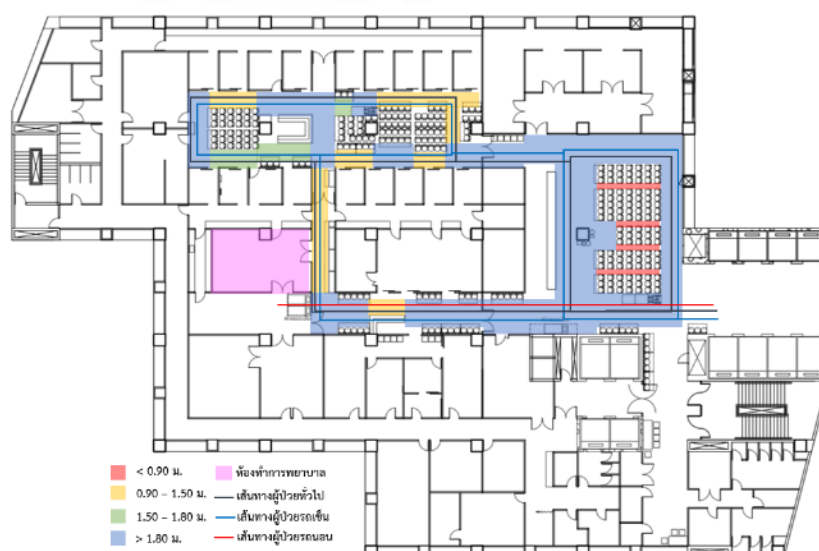 < 0.90 ม.
ห้องทำการพยาบาล
0.90 – 1.50 ม.
เส้นทางผู้ป่วยทั่วไป
1.50 – 1.80 ม.
เส้นทางผู้ป่วยรถเข็น
> 1.80 ม.
เส้นทางผู้ป่วยรถนอน